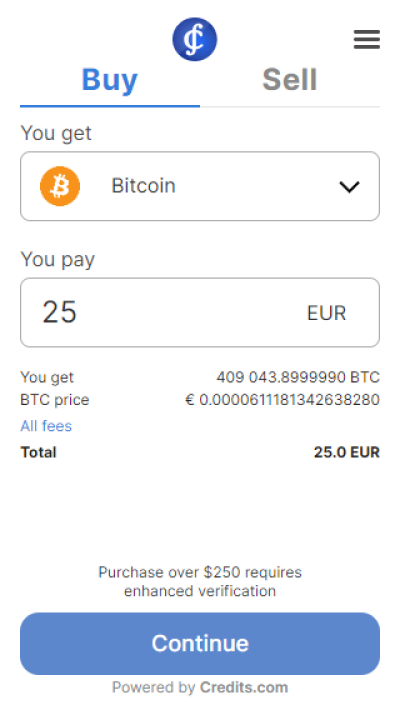 Buy Sell
You get
Bitcoin
You pay
25 EUR
You get 409 043.8999990 BTC
BTC price € 0.0000611181342638280
All fees
Total 25.0 EUR
Purchase over $250 requires
enhanced verification
Continue
Powered by Credits.com